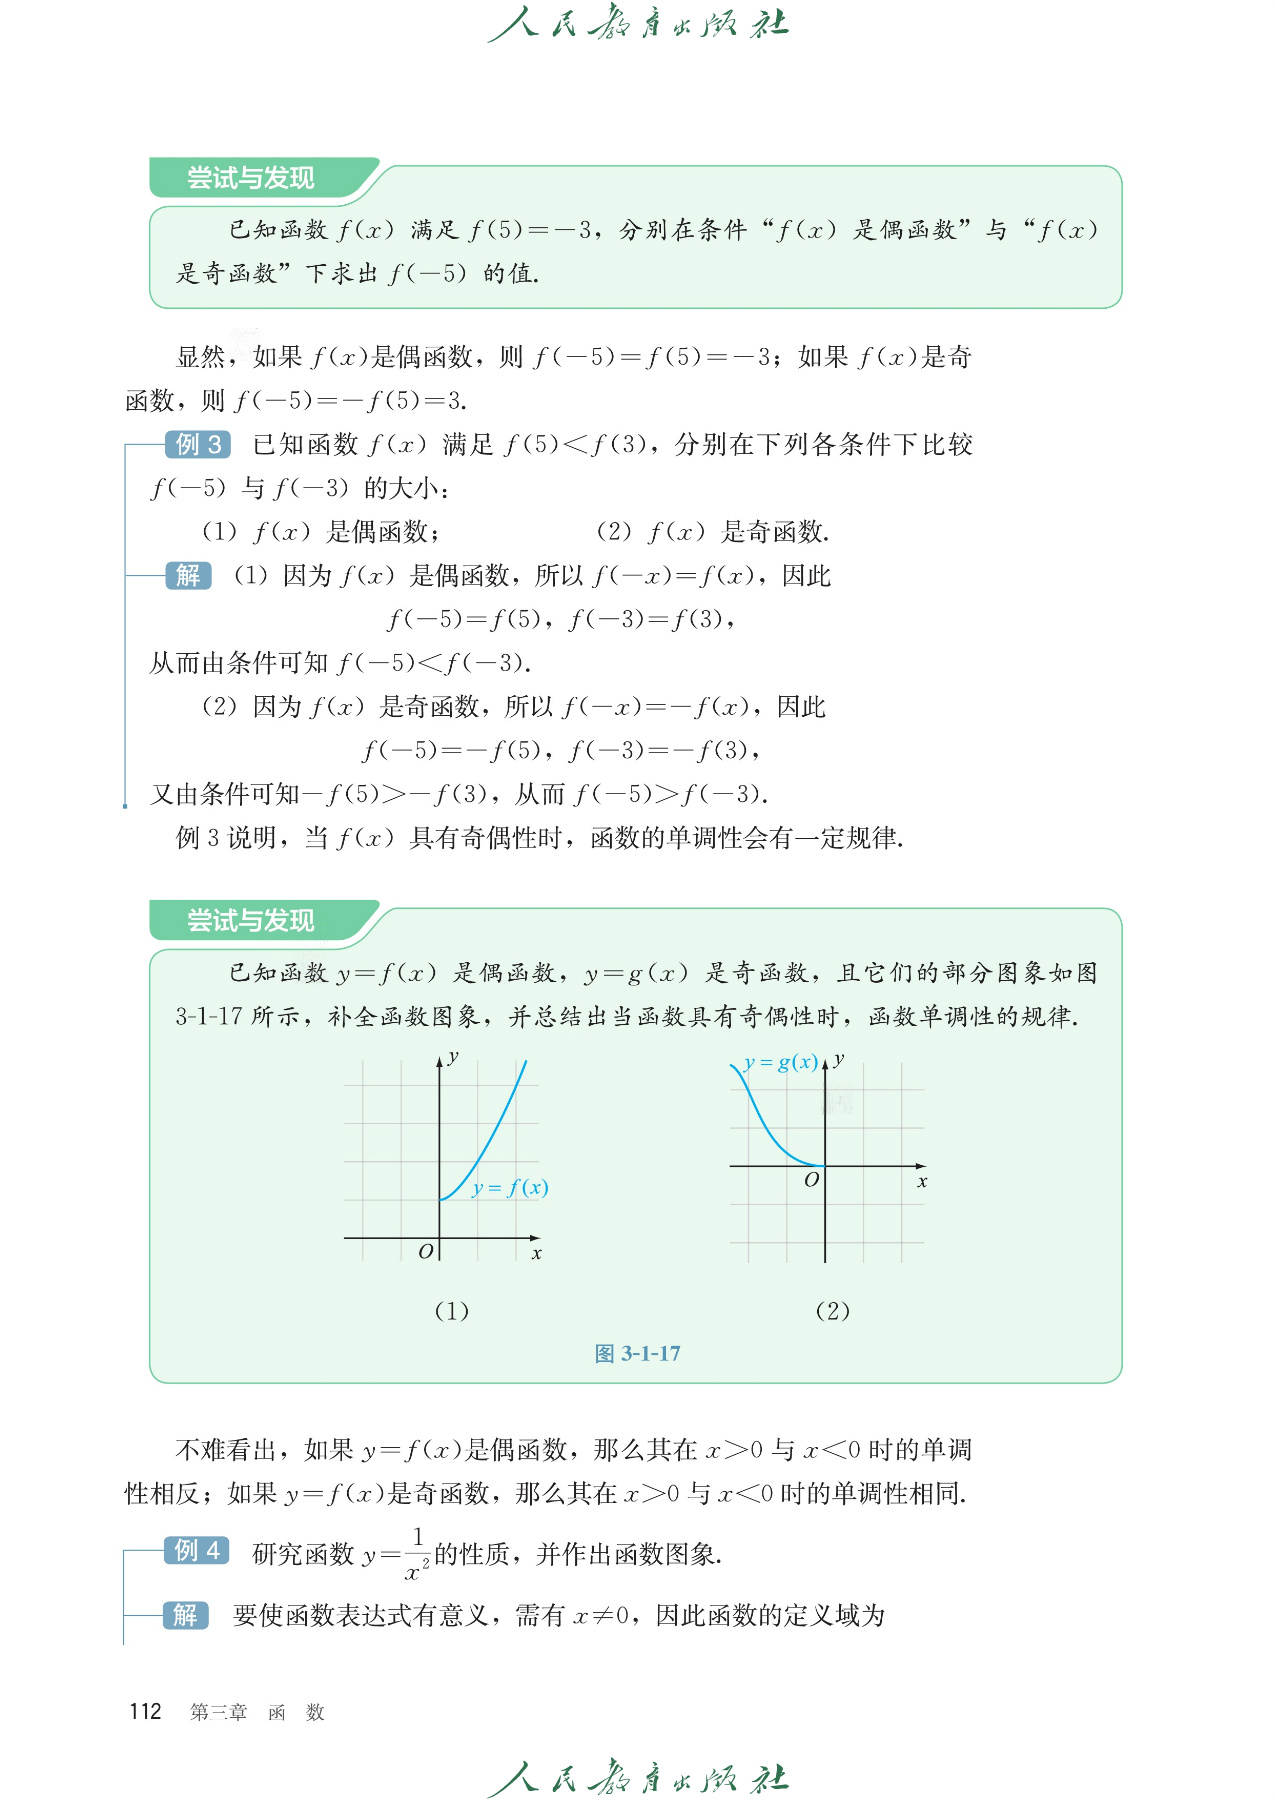 人民教育出版社
尝试与发现
已知函数 f(x) 满足 f(5)=-3，分别在条件“f(x) 是偶函数”与“f(x)
是奇函数”下求出 f(-5) 的值.
显然，如果 f(x)是偶函数，则 f(-5)=f(5)=-3；如果 f(x)是奇
函数，则 f(-5)=-f(5)=3.
例 3 已知函数 f(x) 满足 f(5)<f(3)，分别在下列各条件下比较
f(-5) 与 f(-3) 的大小：
(1) f(x) 是偶函数； (2) f(x) 是奇函数.
解 (1) 因为 f(x) 是偶函数，所以 f(-x)=f(x)，因此
f(-5)=f(5)，f(-3)=f(3)，
从而由条件可知 f(-5)<f(-3).
(2) 因为 f(x) 是奇函数，所以 f(-x)=-f(x)，因此
f(-5)=-f(5)，f(-3)=-f(3)，
又由条件可知-f(5)>-f(3)，从而 f(-5)>f(-3).
例 3 说明，当 f(x) 具有奇偶性时，函数的单调性会有一定规律.
尝试与发现
已知函数 y=f(x) 是偶函数，y=g(x) 是奇函数，且它们的部分图象如图
3-1-17 所示，补全函数图象，并总结出当函数具有奇偶性时，函数单调性的规律.
y
y=f(x)
O
x
(1)
y=g(x)
y
O
x
(2)
图 3-1-17
不难看出，如果 y=f(x)是偶函数，那么其在 x>0 与 x<0 时的单调
性相反；如果 y=f(x)是奇函数，那么其在 x>0 与 x<0 时的单调性相同.
例 4 研究函数 y=1/x²的性质，并作出函数图象.
解 要使函数表达式有意义，需有 x≠0，因此函数的定义域为
112 第三章 函 数
人民教育出版社